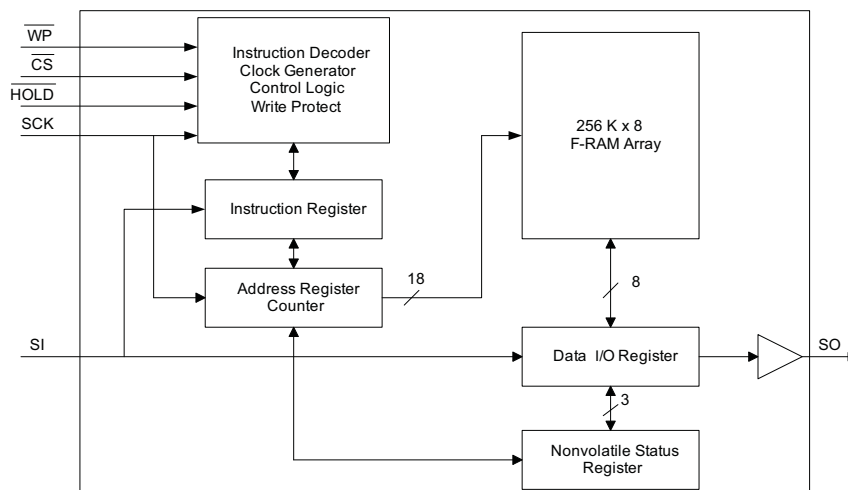 WP
CS
HOLD
SCK
Instruction Decoder
Clock Generator
Control Logic
Write Protect
256 K x 8
F-RAM Array
Instruction Register
Address Register
Counter
18
8
SI
Data I/O Register
SO
3
Nonvolatile Status
Register